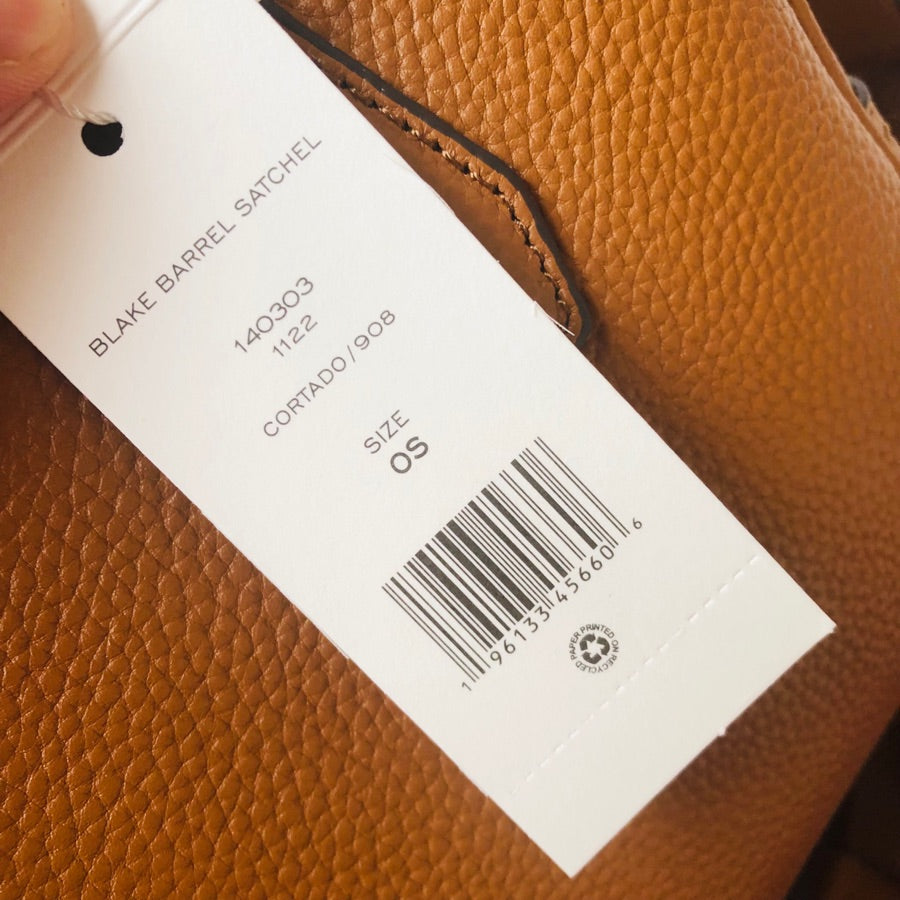 BLAKE BARREL SATCHEL
140303
1122
CORTADO / 908
SIZE
OS
1 96133 45660 6
PAPER PRINTED ON RECYCLED